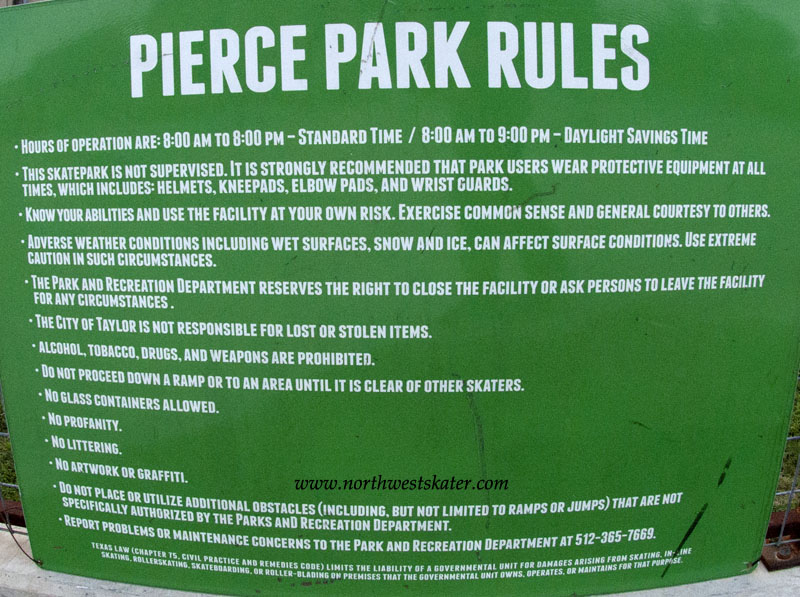 PIERCE PARK RULES
• HOURS OF OPERATION ARE: 8:00 AM TO 8:00 PM – STANDARD TIME / 8:00 AM TO 9:00 PM – DAYLIGHT SAVINGS TIME
• THIS SKATEPARK IS NOT SUPERVISED. IT IS STRONGLY RECOMMENDED THAT PARK USERS WEAR PROTECTIVE EQUIPMENT AT ALL
TIMES, WHICH INCLUDES: HELMETS, KNEEPADS, ELBOW PADS, AND WRIST GUARDS.
• KNOW YOUR ABILITIES AND USE THE FACILITY AT YOUR OWN RISK. EXERCISE COMMON SENSE AND GENERAL COURTESY TO OTHERS.
• ADVERSE WEATHER CONDITIONS INCLUDING WET SURFACES, SNOW AND ICE, CAN AFFECT SURFACE CONDITIONS. USE EXTREME
CAUTION IN SUCH CIRCUMSTANCES.
• THE PARK AND RECREATION DEPARTMENT RESERVES THE RIGHT TO CLOSE THE FACILITY OR ASK PERSONS TO LEAVE THE FACILITY
FOR ANY CIRCUMSTANCES .
• THE CITY OF TAYLOR IS NOT RESPONSIBLE FOR LOST OR STOLEN ITEMS.
• ALCOHOL, TOBACCO, DRUGS, AND WEAPONS ARE PROHIBITED.
• DO NOT PROCEED DOWN A RAMP OR TO AN AREA UNTIL IT IS CLEAR OF OTHER SKATERS.
• NO GLASS CONTAINERS ALLOWED.
• NO PROFANITY.
• NO LITTERING.
• NO ARTWORK OR GRAFFITI.
www.northwestskater.com
• DO NOT PLACE OR UTILIZE ADDITIONAL OBSTACLES (INCLUDING, BUT NOT LIMITED TO RAMPS OR JUMPS) THAT ARE NOT
SPECIFICALLY AUTHORIZED BY THE PARKS AND RECREATION DEPARTMENT.
• REPORT PROBLEMS OR MAINTENANCE CONCERNS TO THE PARK AND RECREATION DEPARTMENT AT 512-365-7669.
TEXAS LAW (CHAPTER 75, CIVIL PRACTICE AND REMEDIES CODE) LIMITS THE LIABILITY OF A GOVERNMENTAL UNIT FOR DAMAGES ARISING FROM SKATING, IN-LINE
SKATING, ROLLERSKATING, SKATEBOARDING, OR ROLLER-BLADING ON PREMISES THAT THE GOVERNMENTAL UNIT OWNS, OPERATES, OR MAINTAINS FOR THAT PURPOSE.